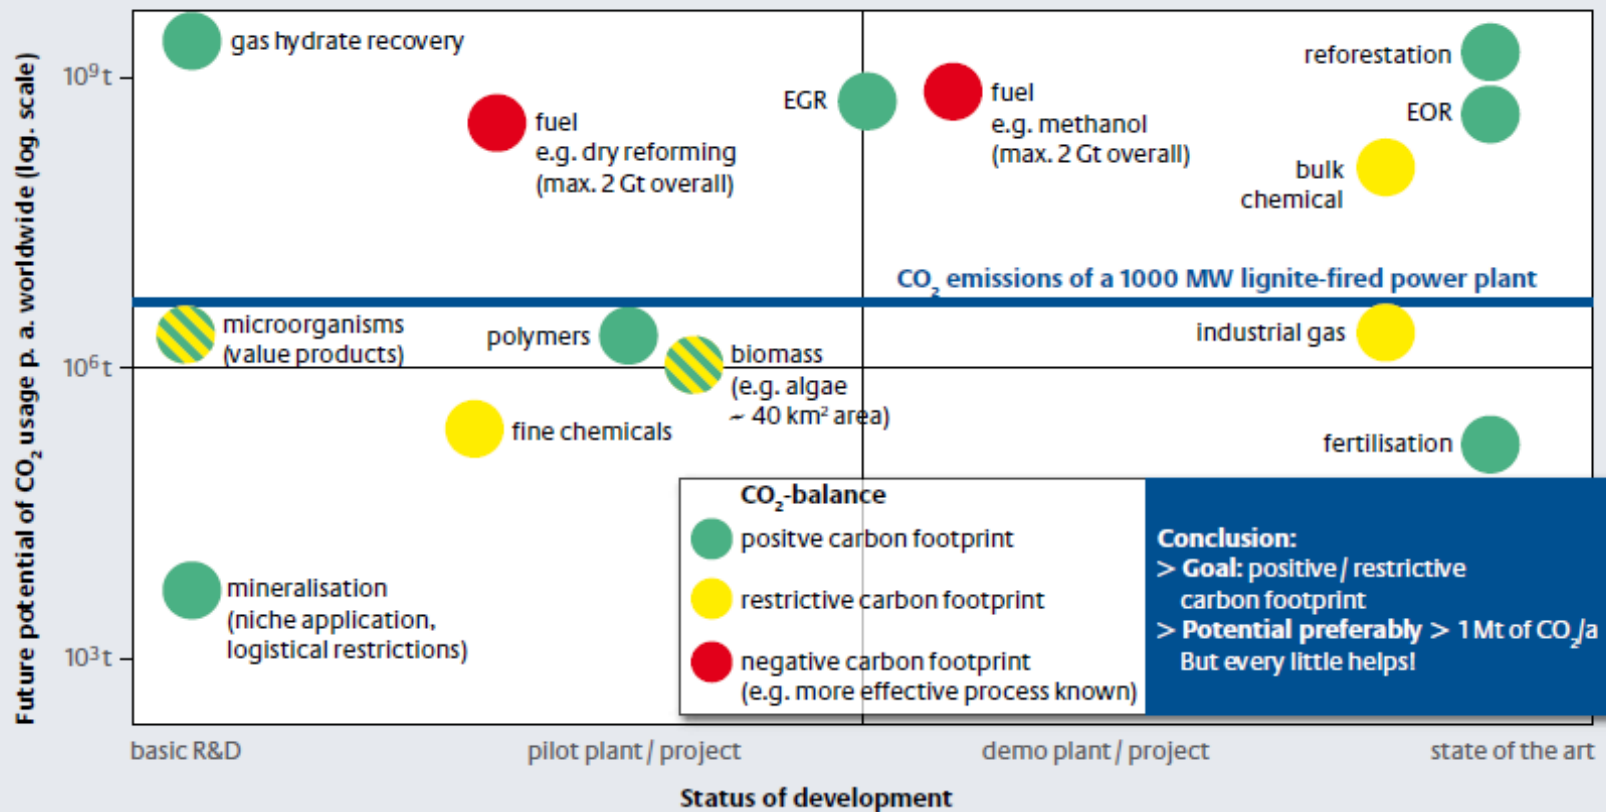 Future potential of CO₂ usage p. a. worldwide (log. scale)
10⁹t
10⁶t
10³t
gas hydrate recovery
fuel
e.g. dry reforming
(max. 2 Gt overall)
EGR
fuel
e.g. methanol
(max. 2 Gt overall)
reforestation
EOR
bulk
chemical
CO₂ emissions of a 1000 MW lignite-fired power plant
microorganisms
(value products)
polymers
biomass
(e.g. algae
~ 40 km² area)
industrial gas
fine chemicals
fertilisation
mineralisation
(niche application,
logistical restrictions)
CO₂-balance
positve carbon footprint
restrictive carbon footprint
negative carbon footprint
(e.g. more effective process known)
Conclusion:
> Goal: positive / restrictive
carbon footprint
> Potential preferably > 1 Mt of CO₂/a
But every little helps!
basic R&D
pilot plant / project
demo plant / project
state of the art
Status of development